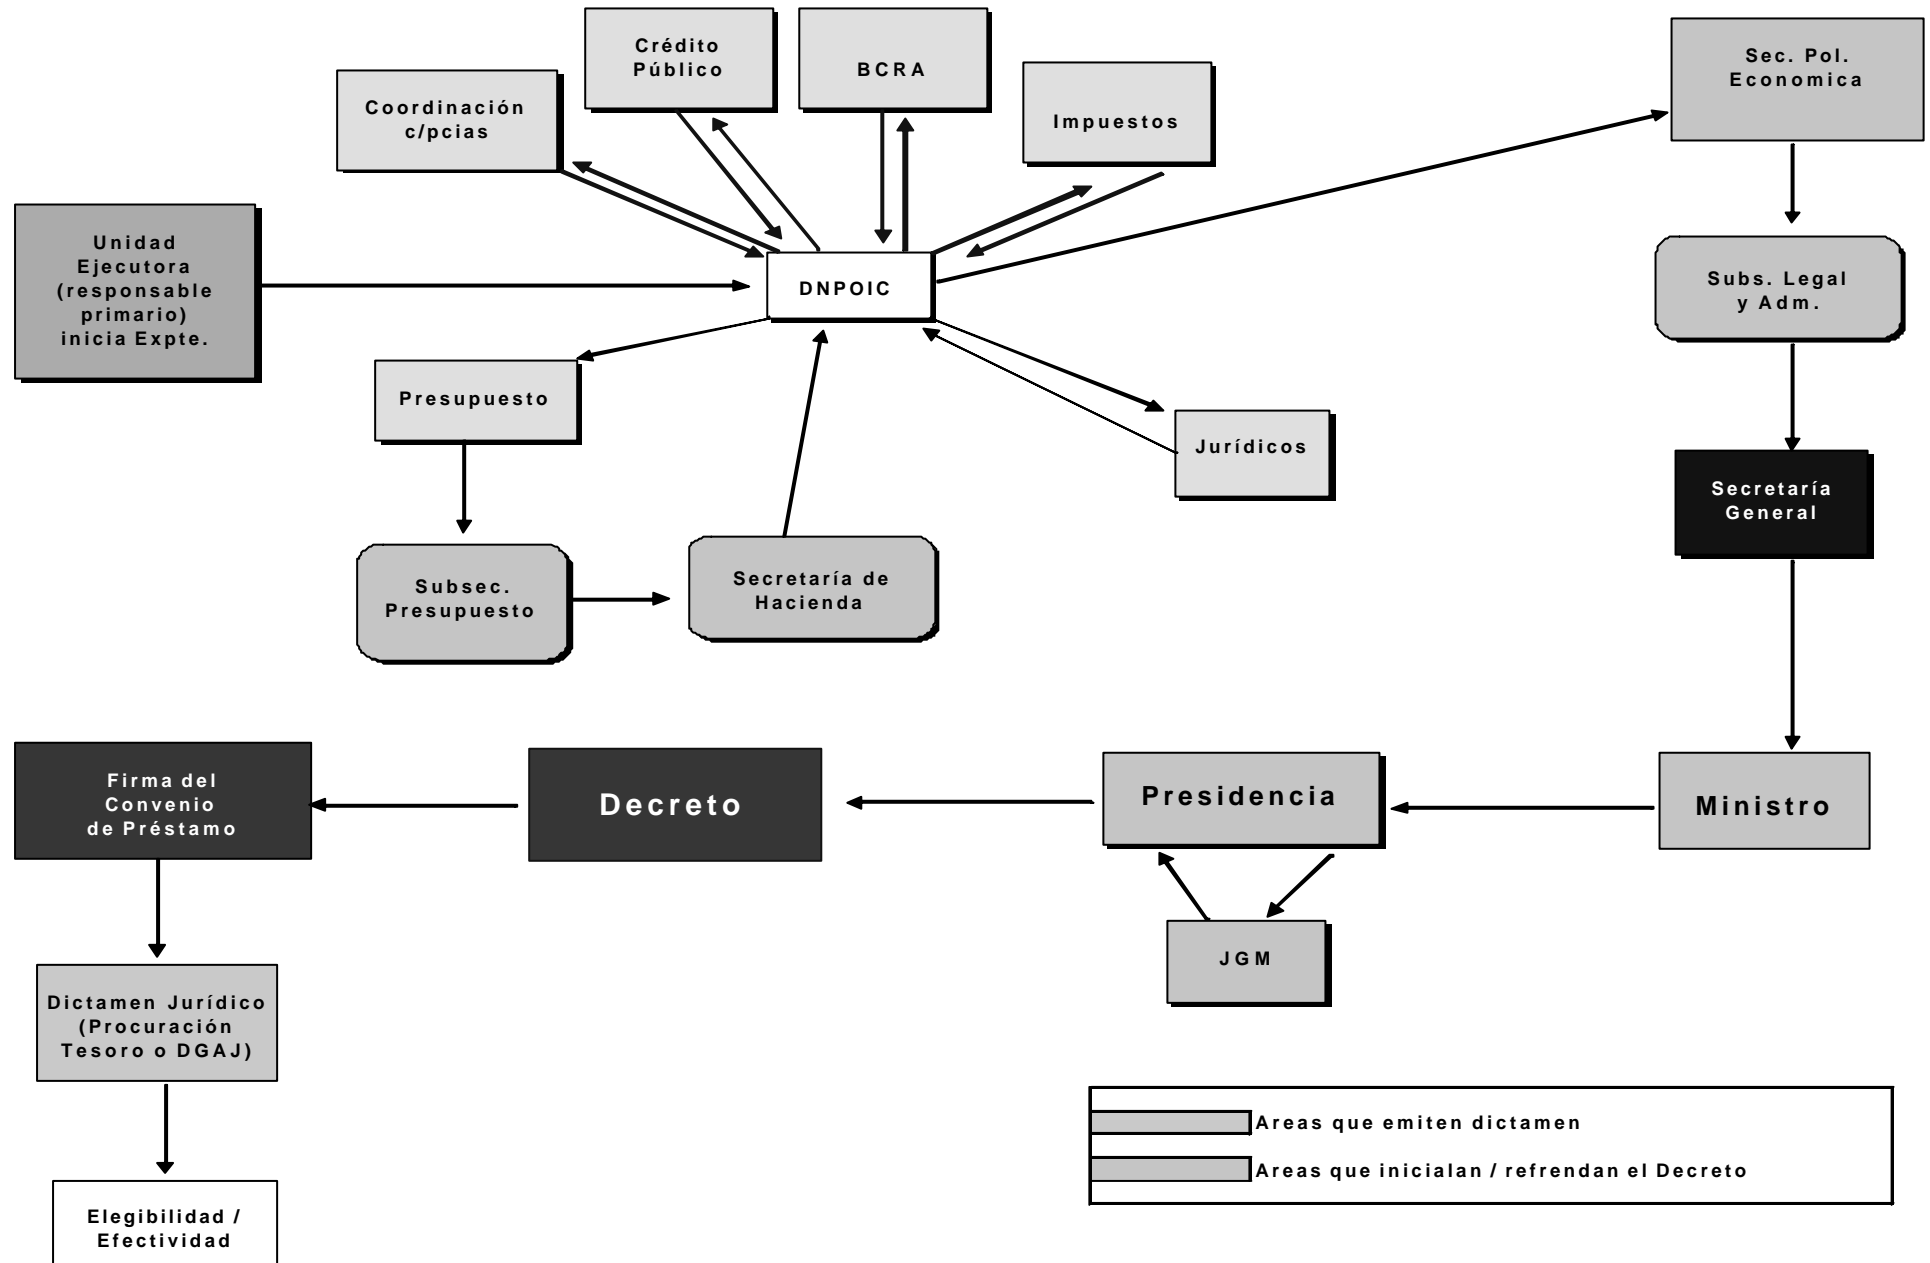 Crédito
Público
BCRA
Sec. Pol.
Economica
Coordinación
c/pcias
Impuestos
Unidad
Ejecutora
(responsable
primario)
inicia Expte.
DNPOIC
Subs. Legal
y Adm.
Presupuesto
Jurídicos
Secretaría
General
Subsec.
Presupuesto
Secretaría de
Hacienda
Firma del
Convenio
de Préstamo
Decreto
Presidencia
Ministro
JGM
Dictamen Jurídico
(Procuración
Tesoro o DGAJ)
Areas que emiten dictamen
Areas que inicialan / refrendan el Decreto
Elegibilidad /
Efectividad